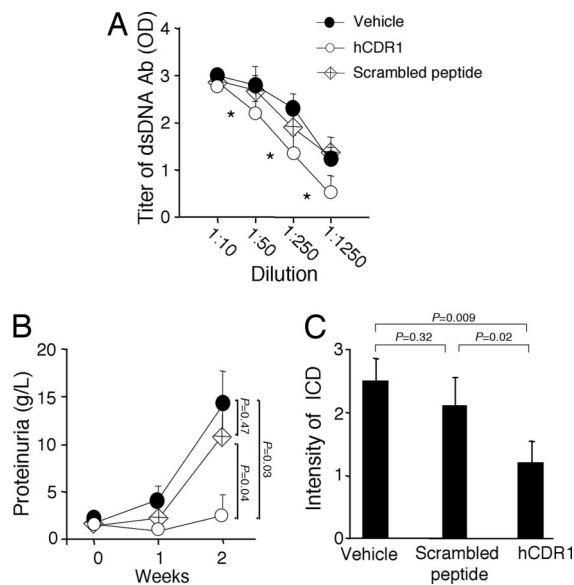 A
Vehicle
hCDR1
Scrambled peptide
Titer of dsDNA Ab (OD)
4
3
2
1
0
*
*
*
1:10
1:50
1:250
1:1250
Dilution
B
Proteinuria (g/L)
20
15
10
5
0
P=0.47
P=0.04
P=0.03
0
1
2
Weeks
C
P=0.009
P=0.32
P=0.02
Intensity of ICD
3
2
1
0
Vehicle
Scrambled
peptide
hCDR1